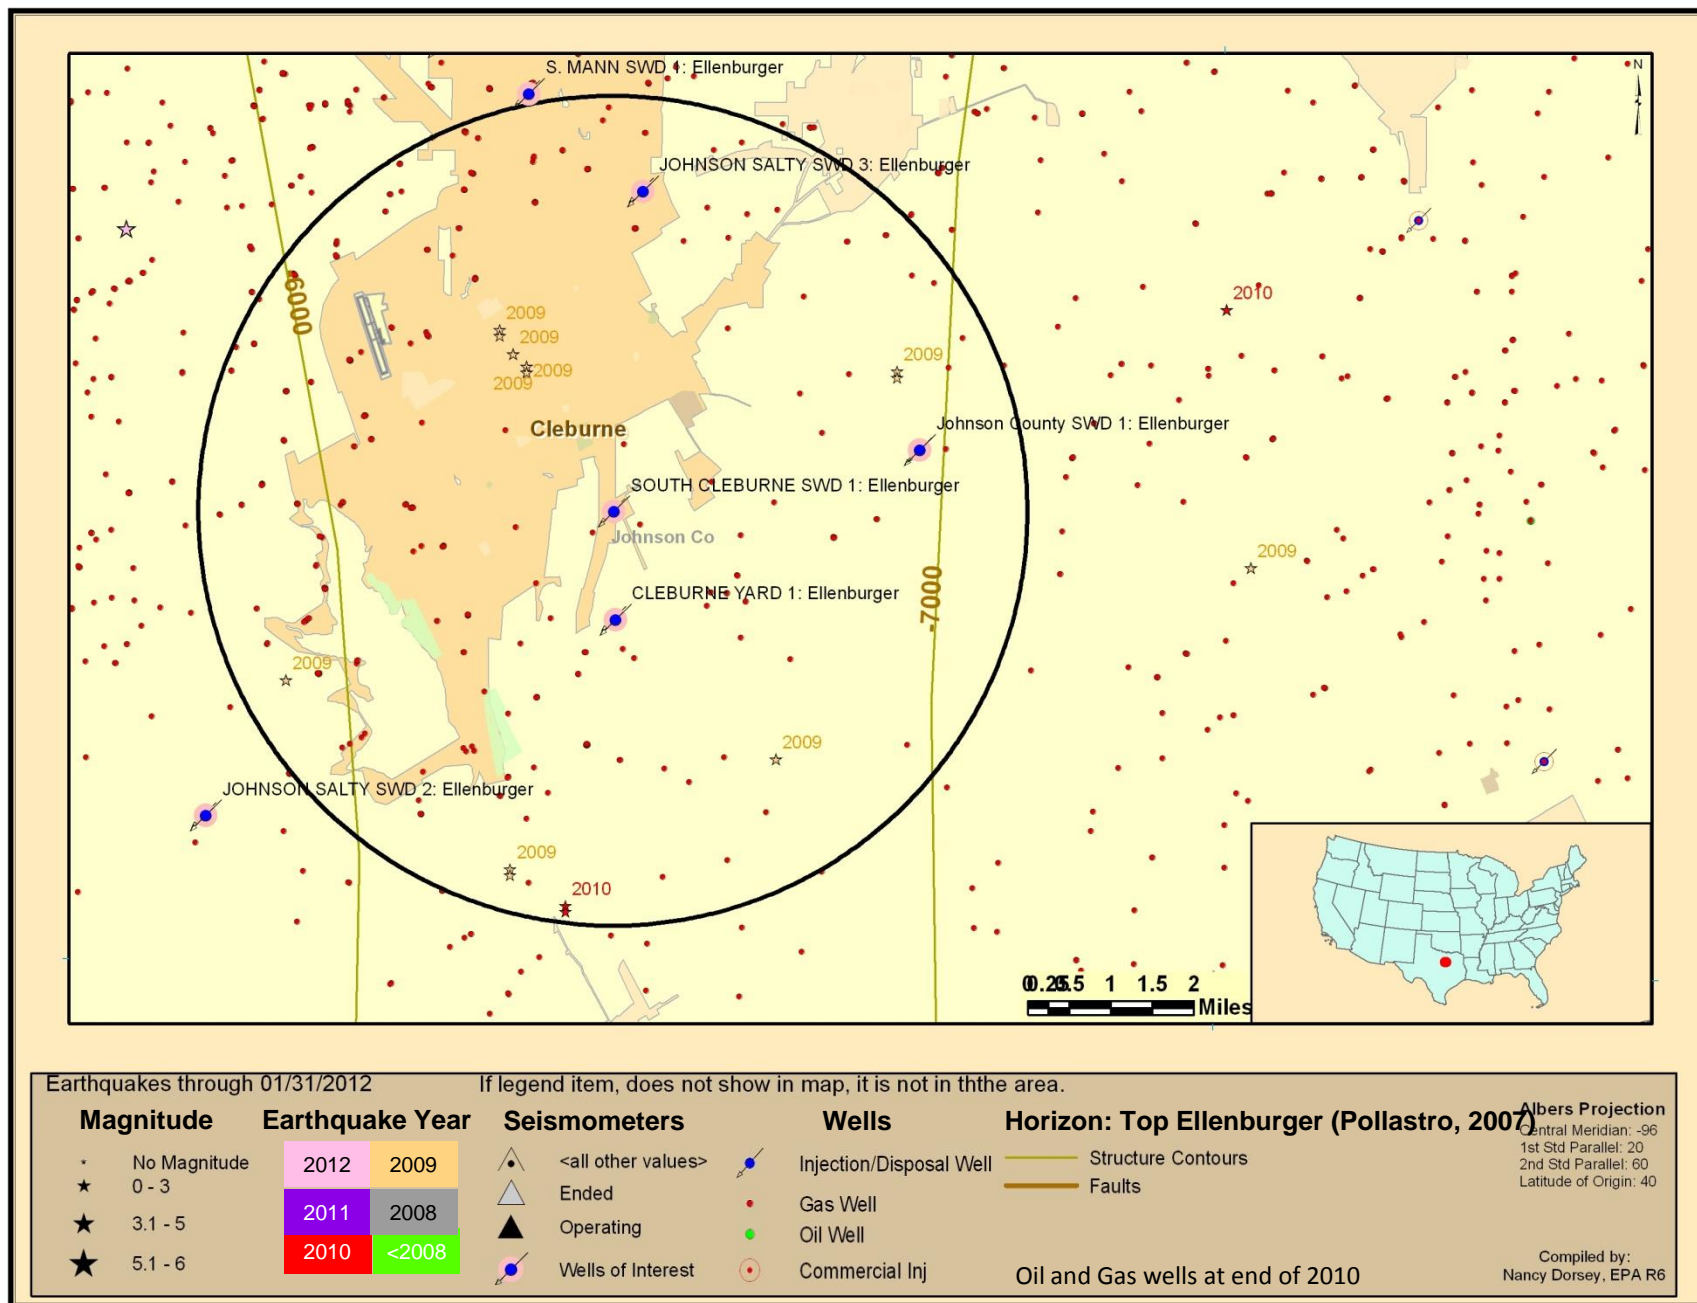 S. MANN SWD 1: Ellenburger
N
JOHNSON SALTY SWD 3: Ellenburger
-6000
2010
2009
2009
2009
2009
2009
Cleburne
Johnson County SWD 1: Ellenburger
SOUTH CLEBURNE SWD 1: Ellenburger
Johnson Co
2009
CLEBURNE YARD 1: Ellenburger
-7000
2009
2009
JOHNSON SALTY SWD 2: Ellenburger
2009
2010
0 0.25 0.5 1 1.5 2
Miles
Earthquakes through 01/31/2012
If legend item, does not show in map, it is not in ththe area.
Magnitude
No Magnitude
0 - 3
3.1 - 5
5.1 - 6
Earthquake Year
2012 2009
2011 2008
2010 <2008
Seismometers
<all other values>
Ended
Operating
Wells of Interest
Wells
Injection/Disposal Well
Gas Well
Oil Well
Commercial Inj
Horizon: Top Ellenburger (Pollastro, 2007)
Structure Contours
Faults
Oil and Gas wells at end of 2010
Albers Projection
Central Meridian: -96
1st Std Parallel: 20
2nd Std Parallel: 60
Latitude of Origin: 40
Compiled by:
Nancy Dorsey, EPA R6